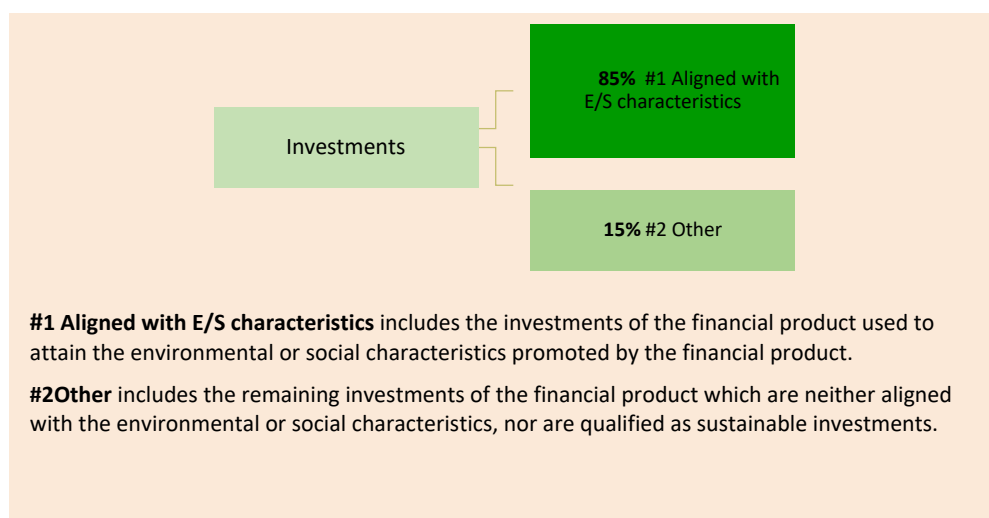 85% #1 Aligned with
E/S characteristics
Investments
15% #2 Other
#1 Aligned with E/S characteristics includes the investments of the financial product used to
attain the environmental or social characteristics promoted by the financial product.
#2Other includes the remaining investments of the financial product which are neither aligned
with the environmental or social characteristics, nor are qualified as sustainable investments.